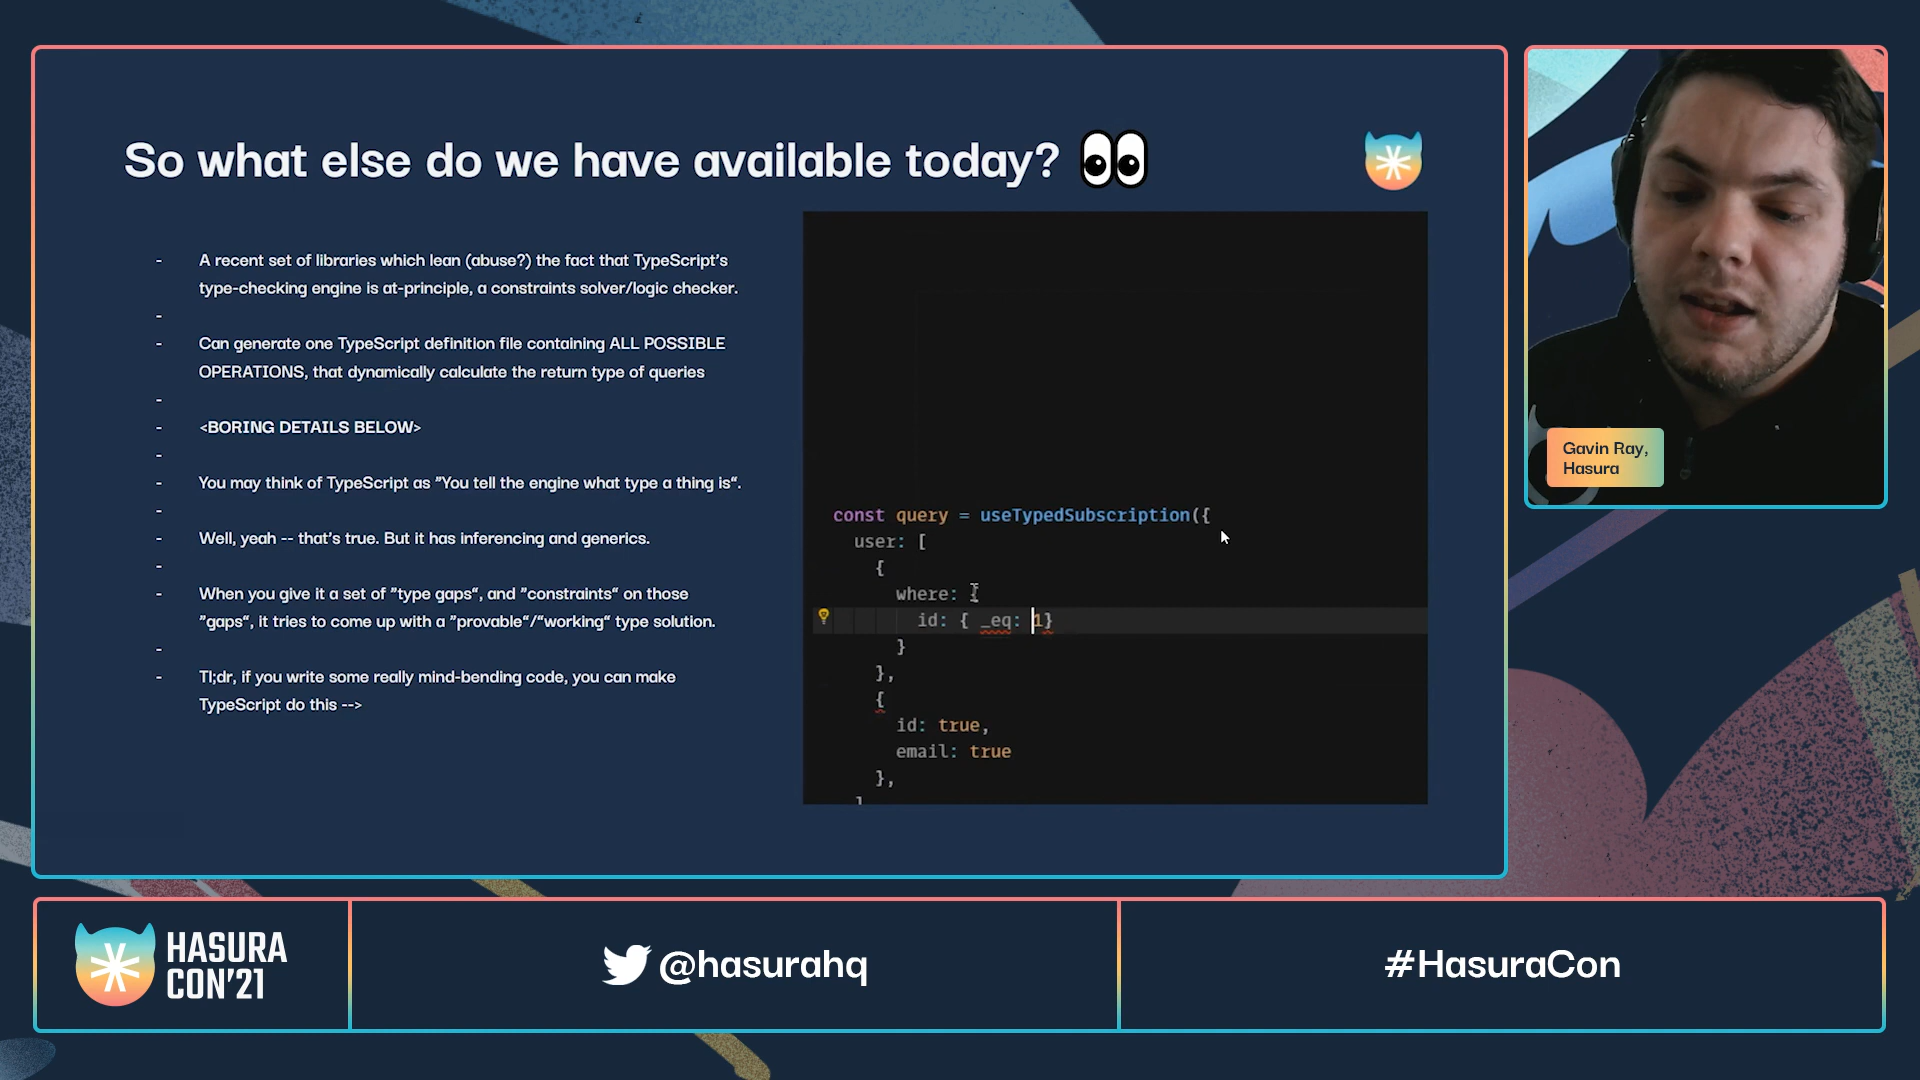 So what else do we have available today? 👀
- A recent set of libraries which lean (abuse?) the fact that TypeScript's
type-checking engine is at-principle, a constraints solver/logic checker.
-
- Can generate one TypeScript definition file containing ALL POSSIBLE
OPERATIONS, that dynamically calculate the return type of queries
-
- <BORING DETAILS BELOW>
-
- You may think of TypeScript as "You tell the engine what type a thing is".
-
- Well, yeah -- that's true. But it has inferencing and generics.
-
- When you give it a set of "type gaps", and "constraints" on those
"gaps", it tries to come up with a "provable"/"working" type solution.
-
- Tl;dr, if you write some really mind-bending code, you can make
TypeScript do this -->
const query = useTypedSubscription({
user: [
{
where: {
id: { _eq: 1}
}
},
{
id: true,
email: true
},
]
Gavin Ray,
Hasura
HASURA
CON'21
@hasurahq
#HasuraCon